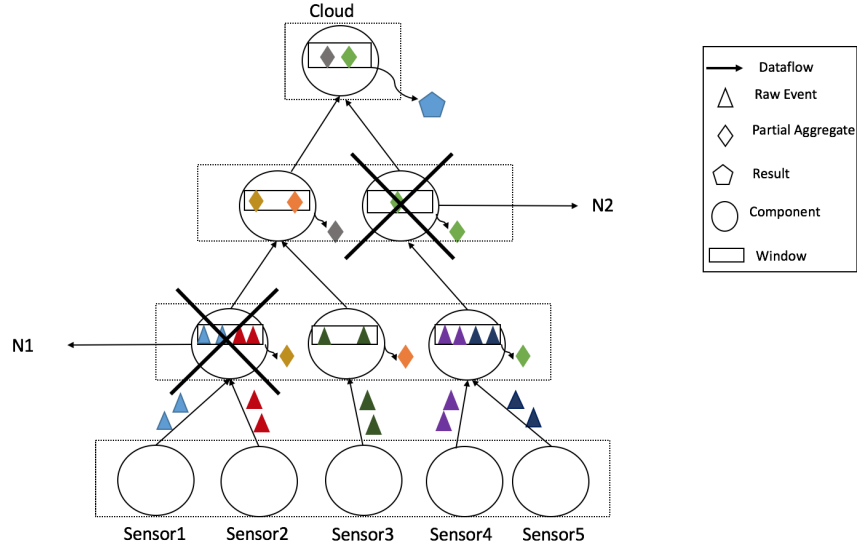 Cloud
Dataflow
Raw Event
Partial Aggregate
Result
Component
Window
N2
N1
Sensor1 Sensor2 Sensor3 Sensor4 Sensor5